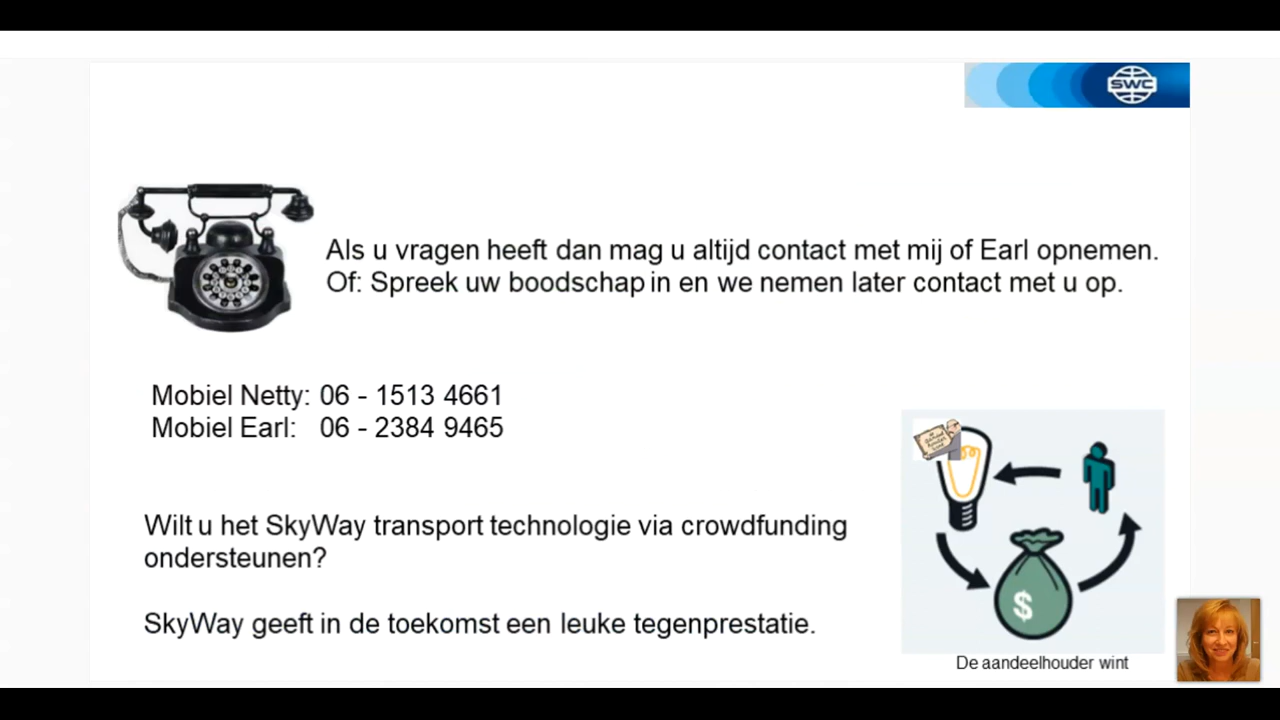 SWC
Als u vragen heeft dan mag u altijd contact met mij of Earl opnemen.
Of: Spreek uw boodschap in en we nemen later contact met u op.
Mobiel Netty: 06 - 1513 4661
Mobiel Earl: 06 - 2384 9465
Wilt u het SkyWay transport technologie via crowdfunding
ondersteunen?
SkyWay geeft in de toekomst een leuke tegenprestatie.
$
De aandeelhouder wint